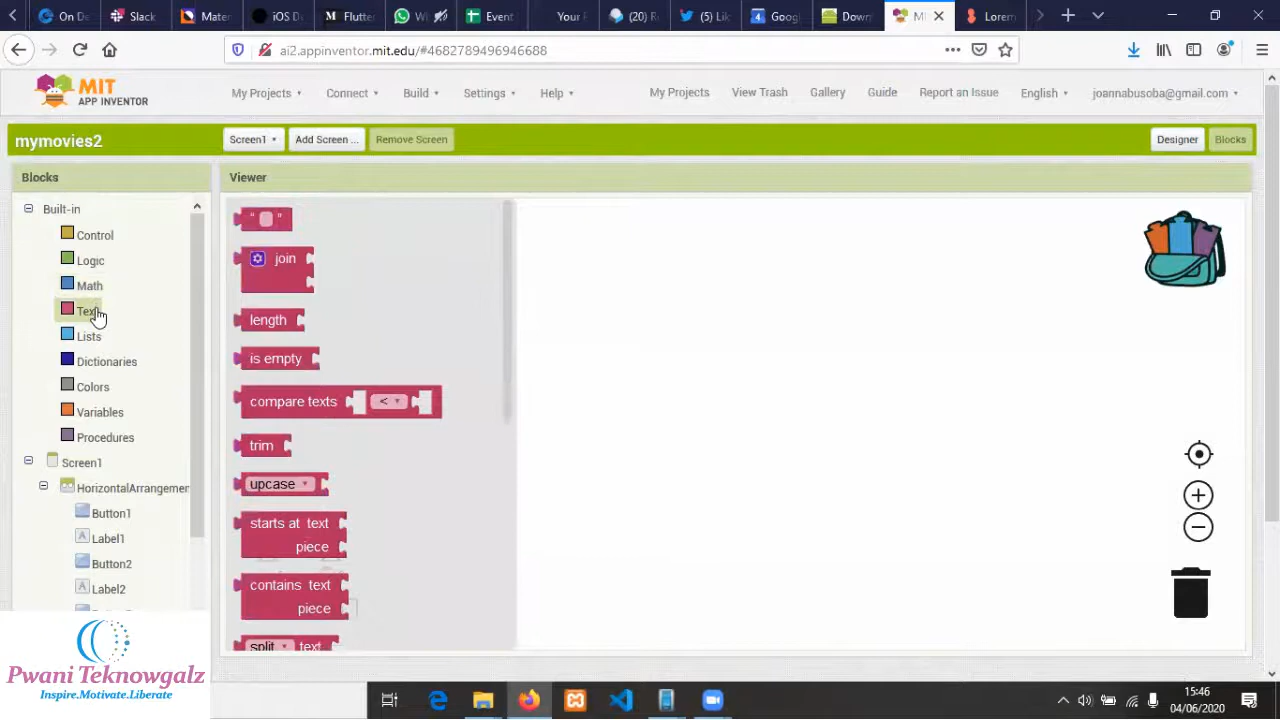 On D
Slack
Mater
iOS D
Flutter
Wi
Event
Your F
(20)
(5) Lik
Googl
Down
MI
Lorem
ai2.appinventor.mit.edu/#4682789496946688
MIT
APP INVENTOR
My Projects
Connect
Build
Settings
Help
My Projects
View Trash
Gallery
Guide
Report an Issue
English
joannabusoba@gmail.com
mymovies2
Screen1
Add Screen ...
Remove Screen
Designer
Blocks
Blocks
Viewer
Built-in
Control
Logic
Math
Text
Lists
Dictionaries
Colors
Variables
Procedures
Screen1
HorizontalArrangemen
Button1
Label1
Button2
Label2
" "
join
length
is empty
compare texts <
trim
upcase
starts at text
piece
contains text
piece
split text
Pwani Teknowgalz
Inspire.Motivate.Liberate
15:46
04/06/2020